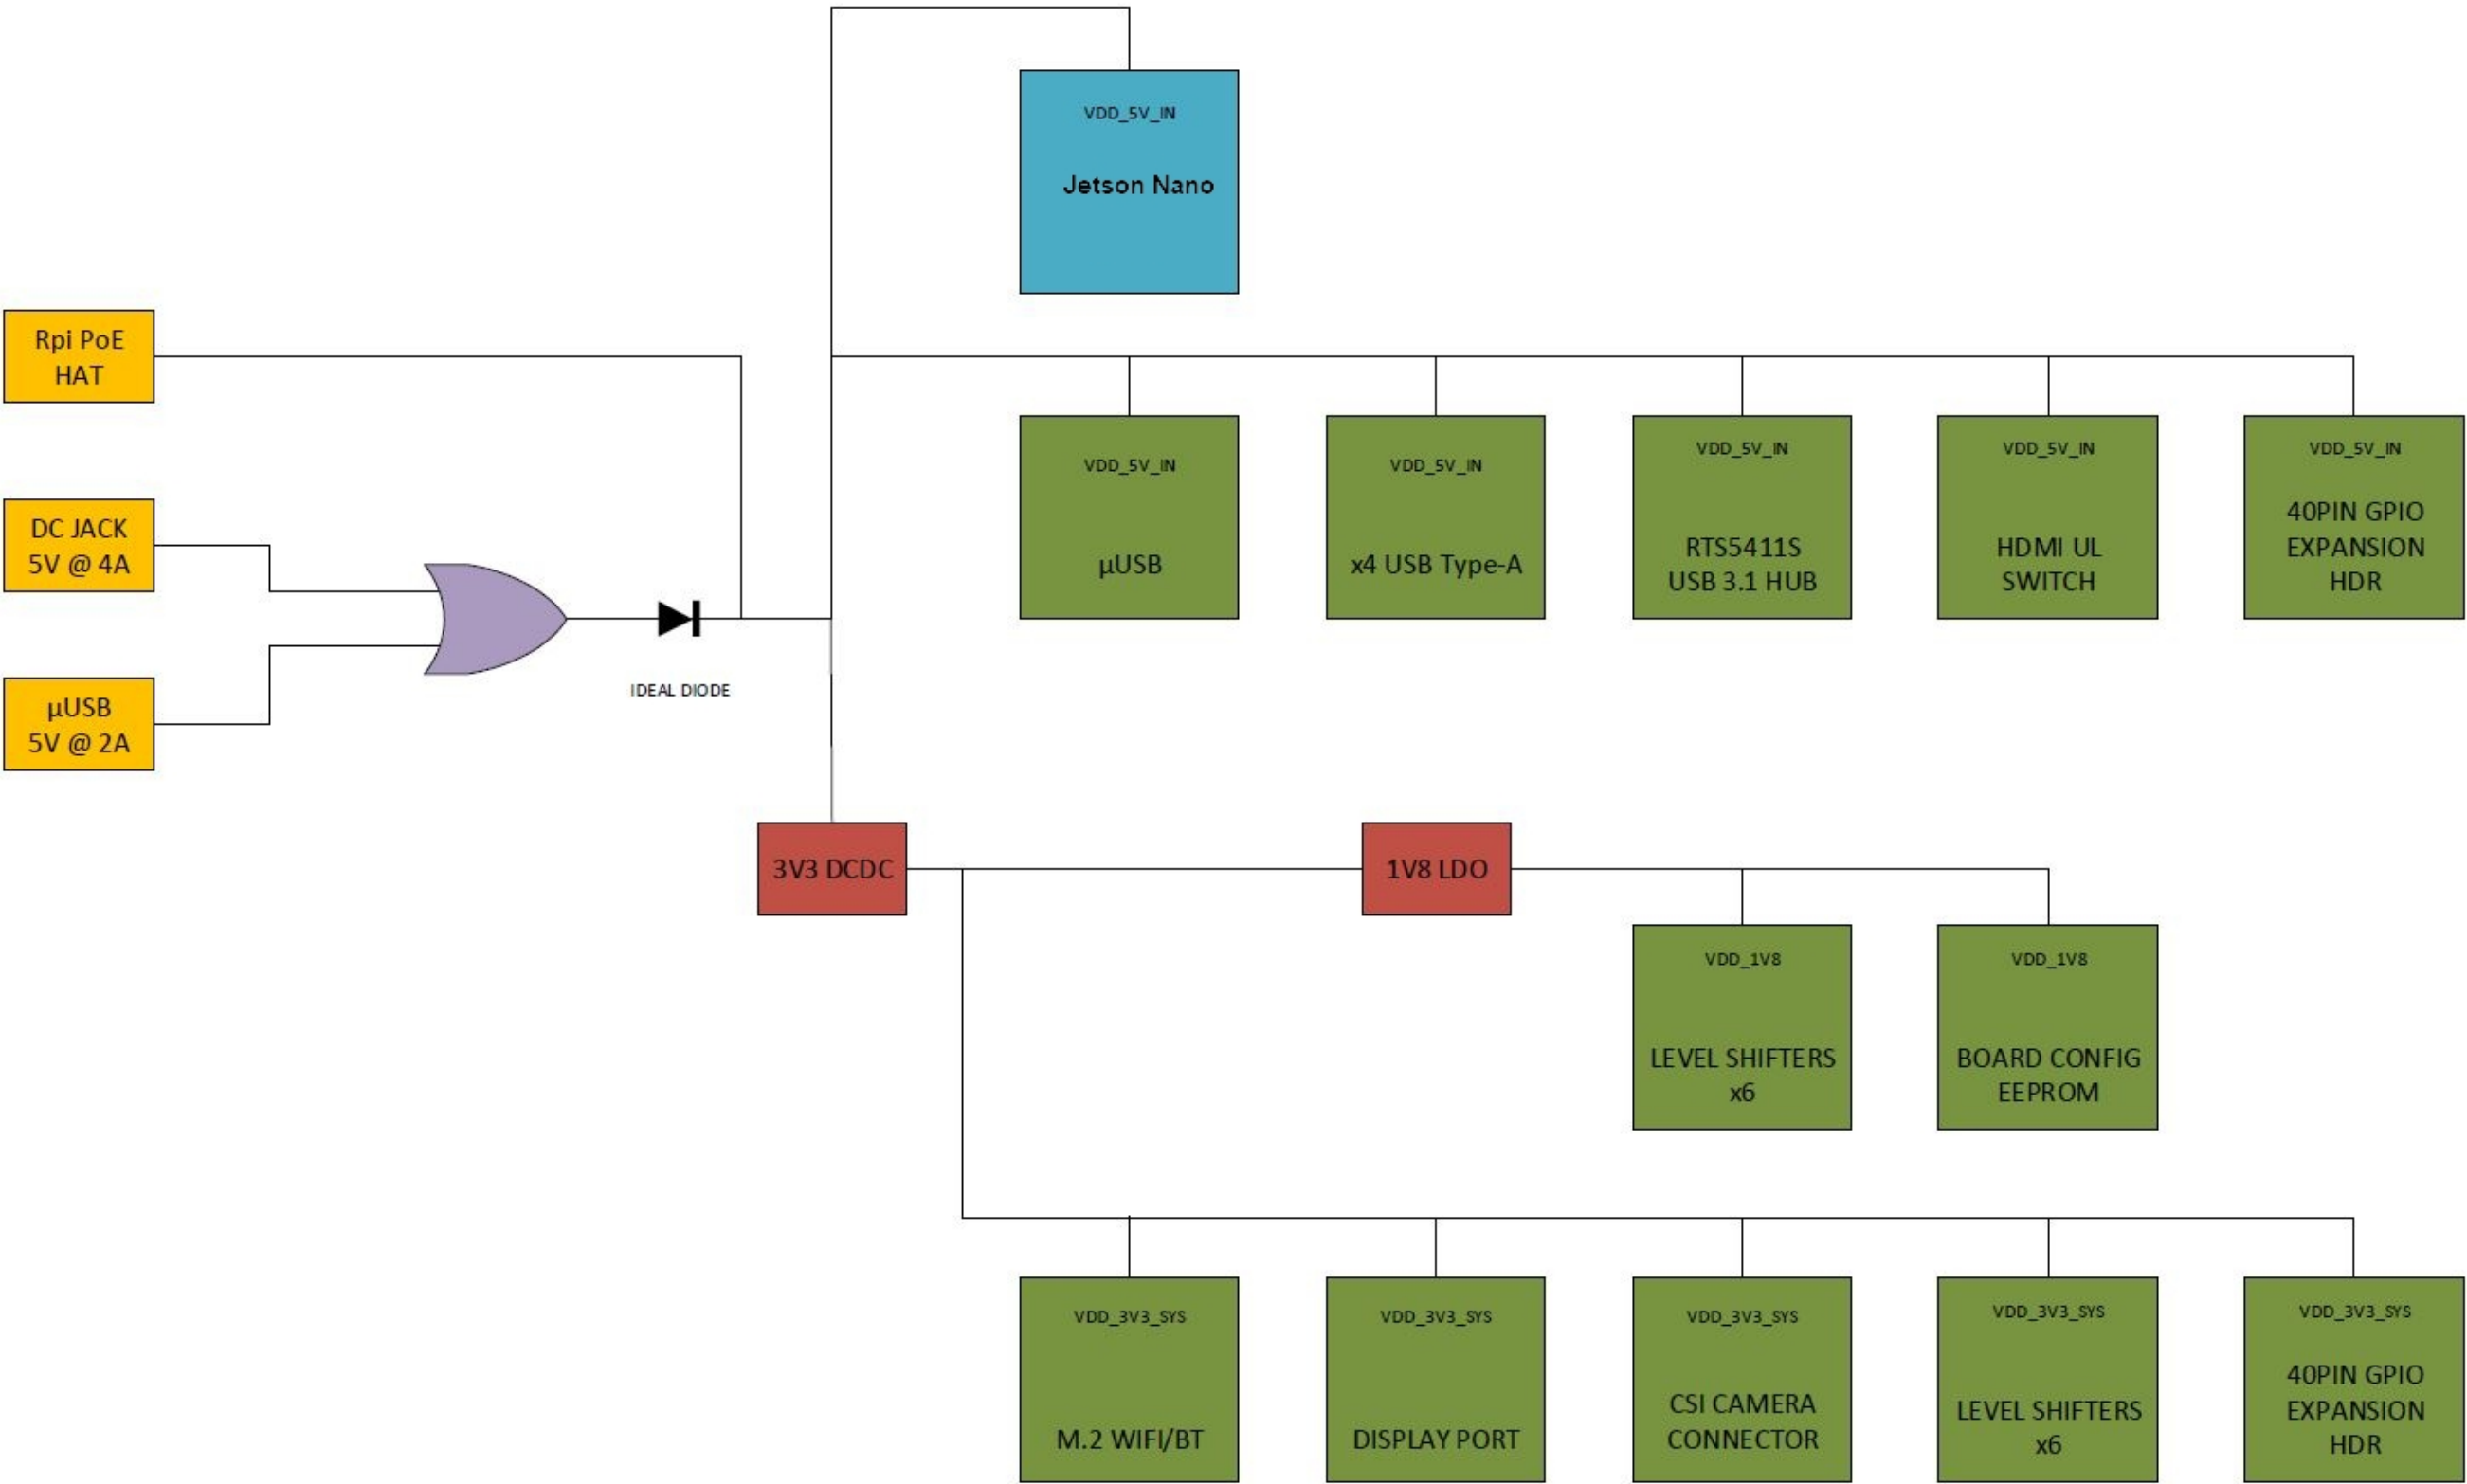 VDD_5V_IN
Jetson Nano
Rpi PoE
HAT
DC JACK
5V @ 4A
µUSB
5V @ 2A
IDEAL DIODE
VDD_5V_IN
µUSB
VDD_5V_IN
x4 USB Type-A
VDD_5V_IN
RTS5411S
USB 3.1 HUB
VDD_5V_IN
HDMI UL
SWITCH
VDD_5V_IN
40PIN GPIO
EXPANSION
HDR
3V3 DCDC
1V8 LDO
VDD_1V8
LEVEL SHIFTERS
x6
VDD_1V8
BOARD CONFIG
EEPROM
VDD_3V3_SYS
M.2 WIFI/BT
VDD_3V3_SYS
DISPLAY PORT
VDD_3V3_SYS
CSI CAMERA
CONNECTOR
VDD_3V3_SYS
LEVEL SHIFTERS
x6
VDD_3V3_SYS
40PIN GPIO
EXPANSION
HDR